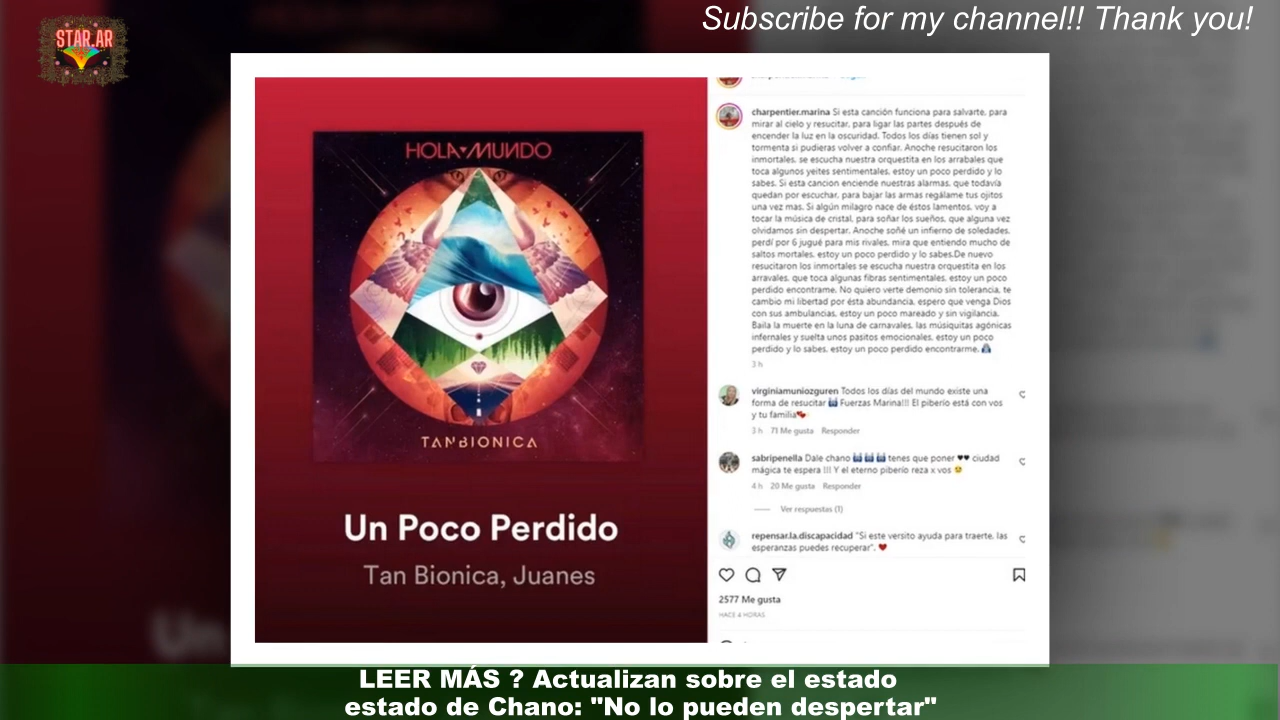 STAR.AR
Subscribe for my channel!! Thank you!
HOLA MUNDO
TAN BIONICA
Un Poco Perdido
Tan Bionica, Juanes
charpentier.marina Si esta canción funciona para salvarte, para
mirar al cielo y resucitar, para ligar las partes después de
encender la luz en la oscuridad. Todos los días tienen sol y
tormenta si pudieras volver a confiar. Anoche resucitaron los
inmortales, se escucha nuestra orquestita en los arrabales que
toca algunos yeites sentimentales, estoy un poco perdido y lo
sabes. Si esta cancion enciende nuestras alarmas, que todavía
quedan por escuchar, para bajar las armas regálame tus ojitos
una vez mas. Si algún milagro nace de éstos lamentos, voy a
tocar la música de cristal, para soñar los sueños, que alguna vez
olvidamos sin despertar. Anoche soñé un infierno de soledades,
perdí por 6 jugué para mis rivales, mira que entiendo mucho de
saltos mortales, estoy un poco perdido y lo sabes.De nuevo
resucitaron los inmortales se escucha nuestra orquestita en los
arravales, que toca algunas fibras sentimentales, estoy un poco
perdido encontrame. No quiero verte demonio sin tolerancia, te
cambio mi libertad por ésta abundancia, espero que venga Dios
con sus ambulancias, estoy un poco mareado y sin vigilancia.
Baila la muerte en la luna de carnavales, las músiquitas agónicas
infernales y suelta unos pasitos emocionales, estoy un poco
perdido y lo sabes, estoy un poco perdido encontrarme.
3 h
virginiamuniozguren Todos los días del mundo existe una
forma de resucitar Fuerzas Marina!!! El piberío está con vos
y tu familia
3 h 71 Me gusta Responder
sabripenella Dale chano tenes que poner ♥♥ ciudad
mágica te espera !!! Y el eterno piberío reza x vos
4 h 20 Me gusta Responder
Ver respuestas (1)
repensar.la.discapacidad "Si este versito ayuda para traerte, las
esperanzas puedes recuperar". ♥
2577 Me gusta
HACE 4 HORAS
LEER MÁS ? Actualizan sobre el estado
estado de Chano: "No lo pueden despertar"